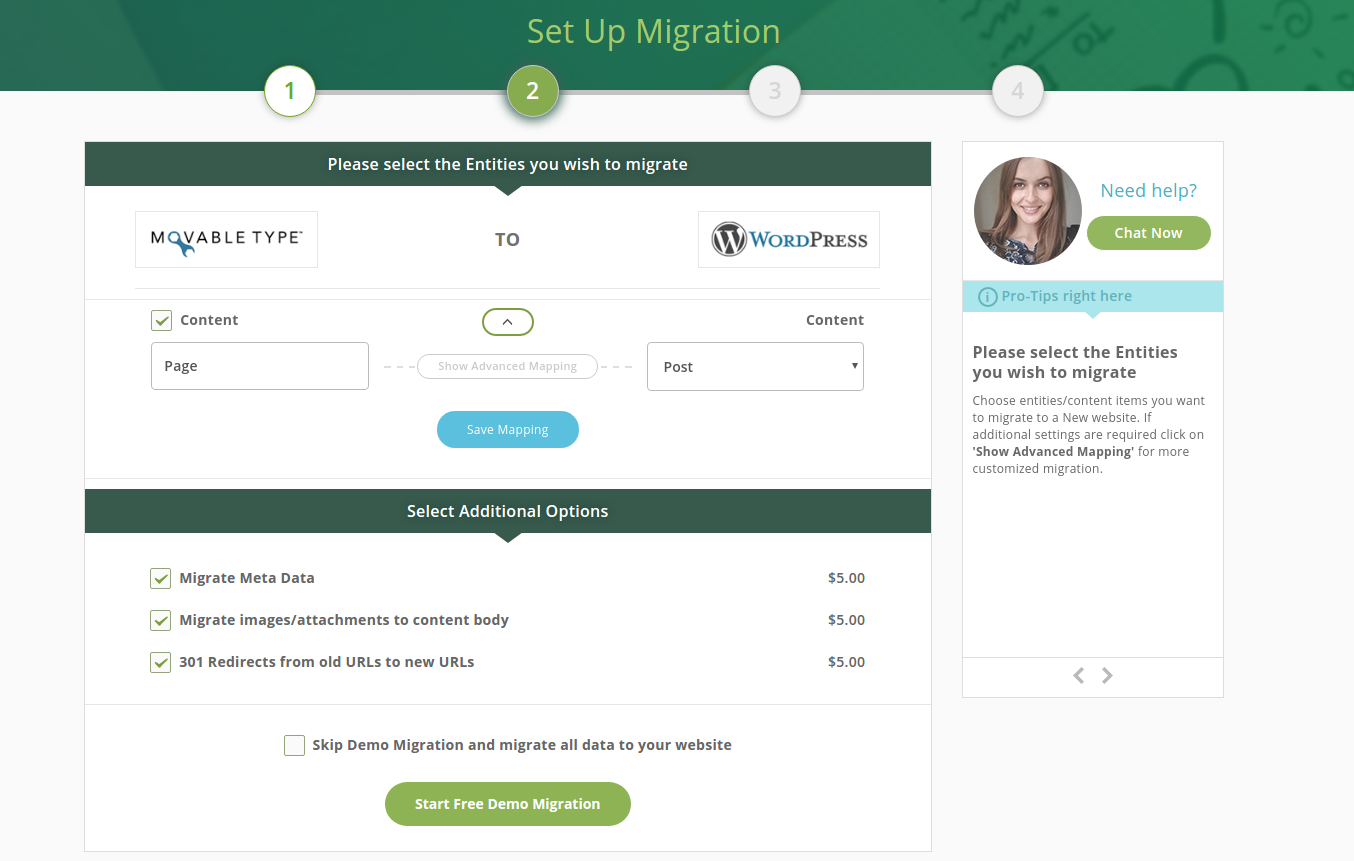 Set Up Migration
1
2
3
4
Please select the Entities you wish to migrate
MOVABLE TYPE™
TO
WORDPRESS
Content
Content
Page
Show Advanced Mapping
Post
Save Mapping
Select Additional Options
Migrate Meta Data
$5.00
Migrate images/attachments to content body
$5.00
301 Redirects from old URLs to new URLs
$5.00
Skip Demo Migration and migrate all data to your website
Start Free Demo Migration
Need help?
Chat Now
Pro-Tips right here
Please select the Entities
you wish to migrate
Choose entities/content items you want
to migrate to a New website. If
additional settings are required click on
'Show Advanced Mapping' for more
customized migration.